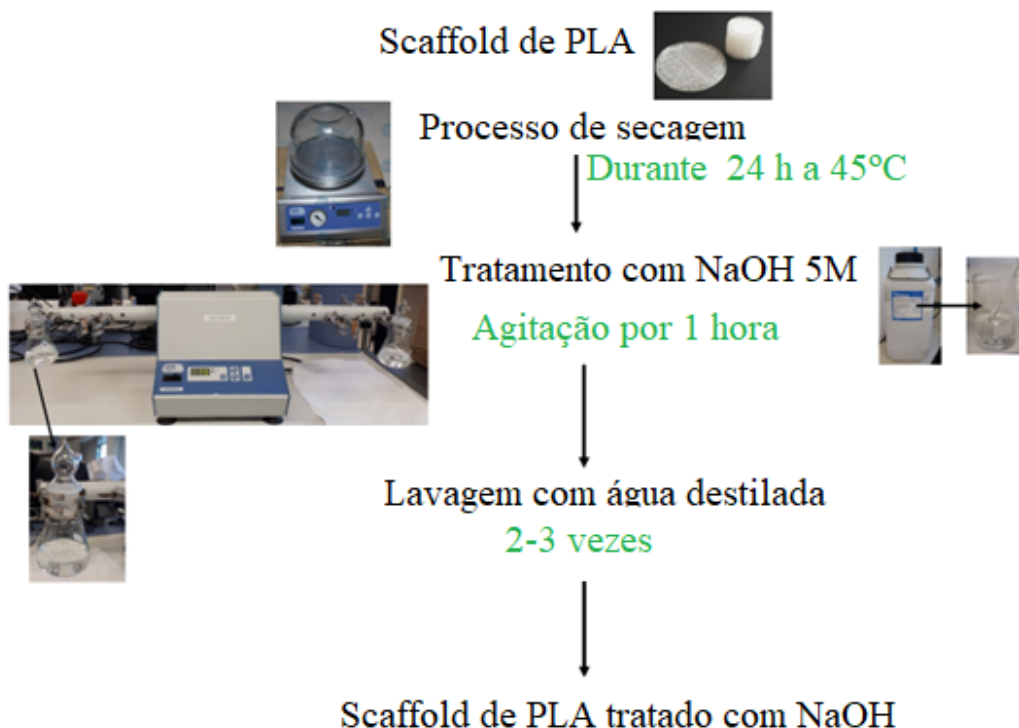 Scaffold de PLA
Processo de secagem
Durante 24 h a 45°C
Tratamento com NaOH 5M
Agitação por 1 hora
Lavagem com água destilada
2-3 vezes
Scaffold de PLA tratado com NaOH